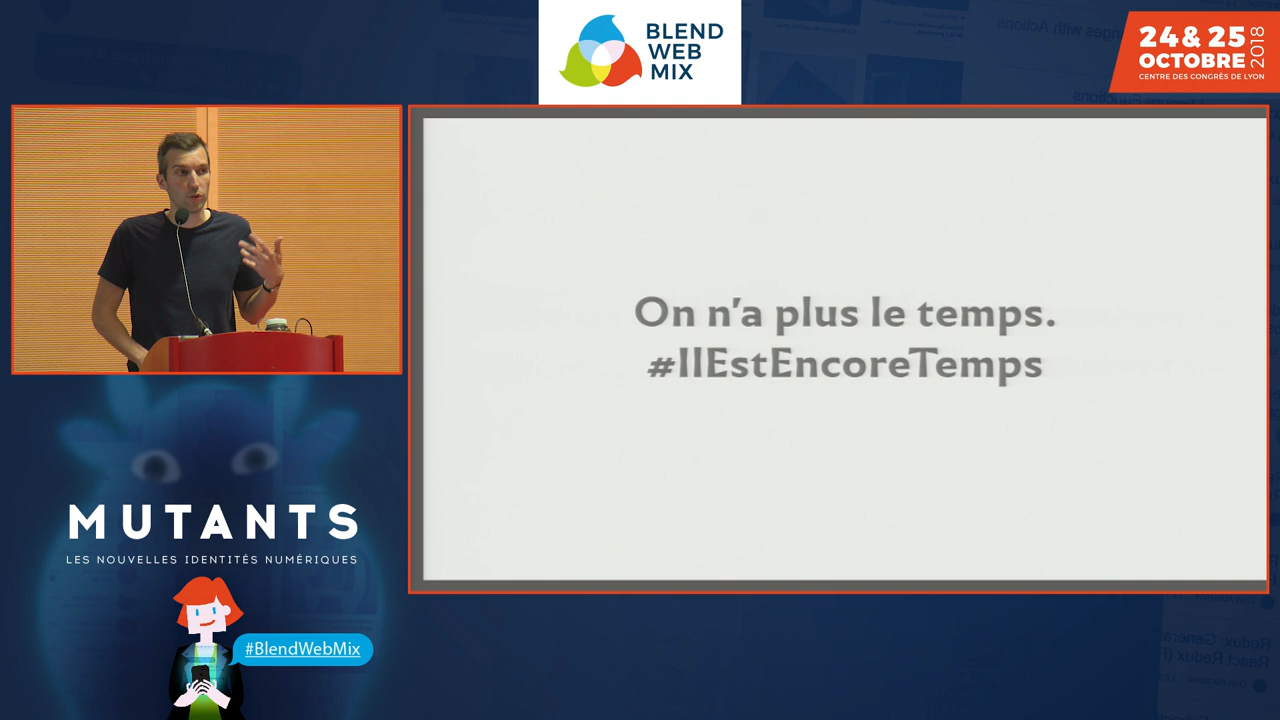 BLEND
WEB
MIX
24 & 25
OCTOBRE
2018
CENTRE DES CONGRÈS DE LYON
On n'a plus le temps.
#IlEstEncoreTemps
MUTANTS
LES NOUVELLES IDENTITÉS NUMÉRIQUES
#BlendWebMix